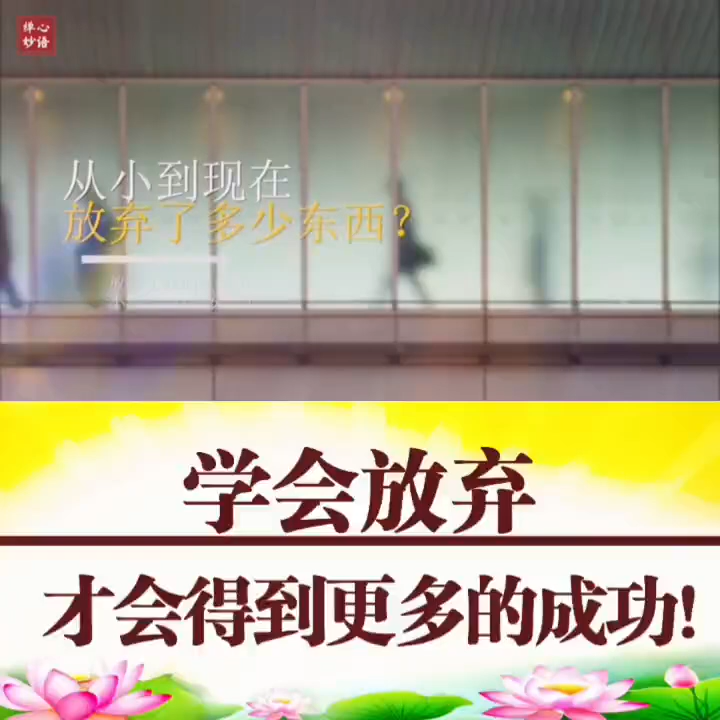 禅心
妙语
从小到现在
放弃了多少东西？
学会放弃
才会得到更多的成功！